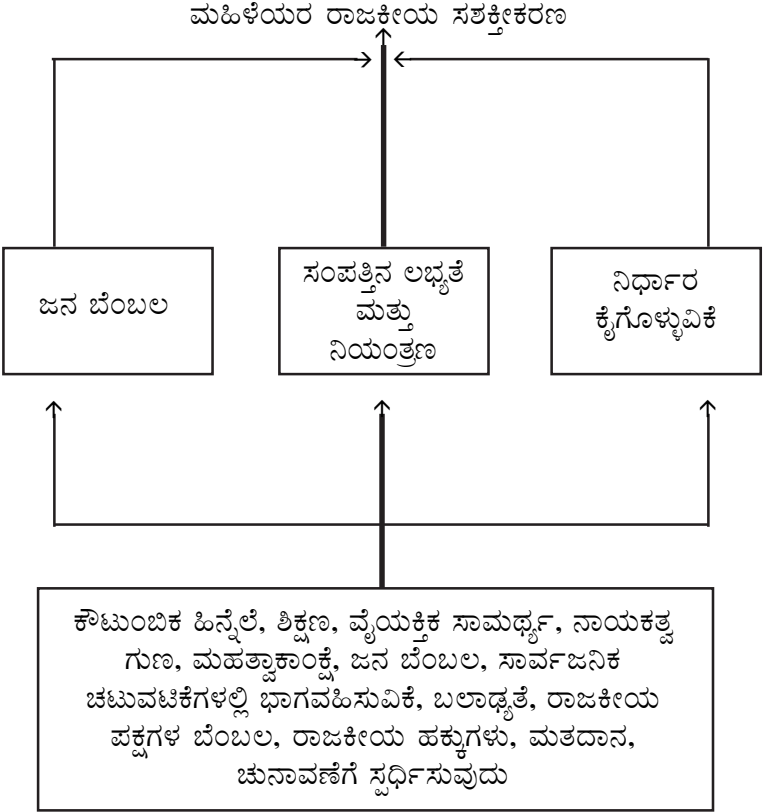 ಮಹಿಳೆಯರ ರಾಜಕೀಯ ಸಶಕ್ತೀಕರಣ
ಜನ ಬೆಂಬಲ
ಸಂಪತ್ತಿನ ಲಭ್ಯತೆ
ಮತ್ತು
ನಿಯಂತ್ರಣ
ನಿರ್ಧಾರ
ಕೈಗೊಳ್ಳುವಿಕೆ
ಕೌಟುಂಬಿಕ ಹಿನ್ನೆಲೆ, ಶಿಕ್ಷಣ, ವೈಯಕ್ತಿಕ ಸಾಮರ್ಥ್ಯ, ನಾಯಕತ್ವ
ಗುಣ, ಮಹತ್ವಾಕಾಂಕ್ಷೆ, ಜನ ಬೆಂಬಲ, ಸಾರ್ವಜನಿಕ
ಚಟುವಟಿಕೆಗಳಲ್ಲಿ ಭಾಗವಹಿಸುವಿಕೆ, ಬಲಾಢ್ಯತೆ, ರಾಜಕೀಯ
ಪಕ್ಷಗಳ ಬೆಂಬಲ, ರಾಜಕೀಯ ಹಕ್ಕುಗಳು, ಮತದಾನ,
ಚುನಾವಣೆಗೆ ಸ್ಪರ್ಧಿಸುವುದು